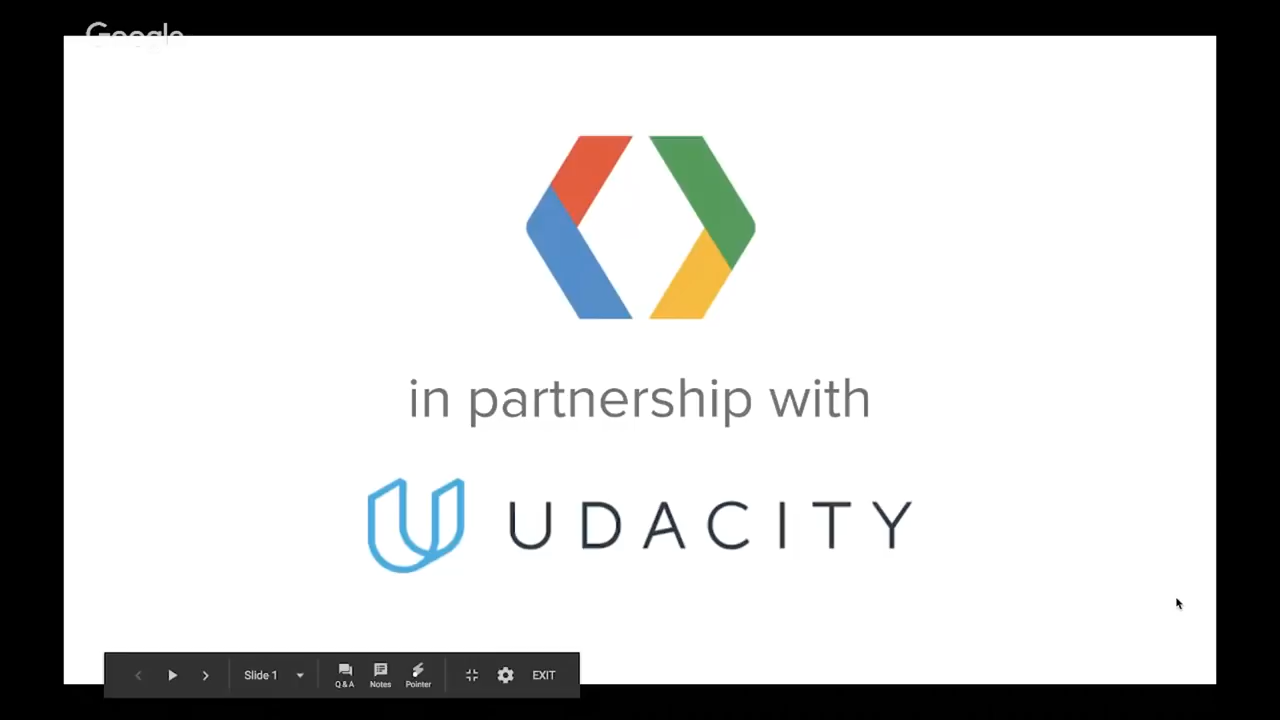 Google
in partnership with
UDACITY
Slide 1
Q & A
Notes
Pointer
EXIT